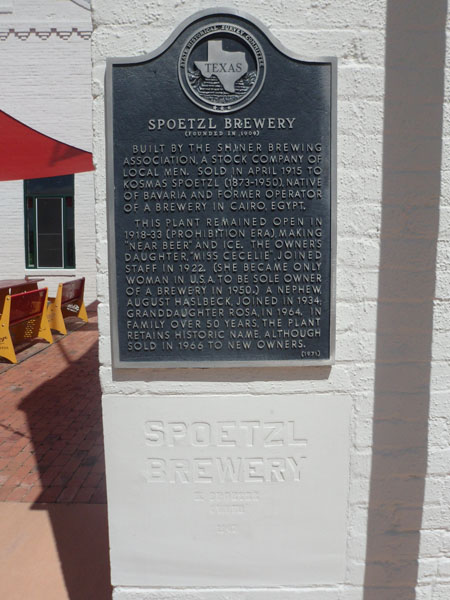 STATE HISTORICAL SURVEY COMMITTEE
TEXAS
SPOETZL BREWERY
(FOUNDED IN 1909)
BUILT BY THE SHINER BREWING
ASSOCIATION, A STOCK COMPANY OF
LOCAL MEN. SOLD IN APRIL 1915 TO
KOSMAS SPOETZL (1873-1950), NATIVE
OF BAVARIA AND FORMER OPERATOR
OF A BREWERY IN CAIRO, EGYPT.
THIS PLANT REMAINED OPEN IN
1918-33 (PROHIBITION ERA), MAKING
"NEAR BEER" AND ICE. THE OWNER'S
DAUGHTER, "MISS CECELIE", JOINED
STAFF IN 1922. (SHE BECAME ONLY
WOMAN IN U.S.A. TO BE SOLE OWNER
OF A BREWERY IN 1950.) A NEPHEW,
AUGUST HASLBECK, JOINED IN 1934;
GRANDDAUGHTER ROSA, IN 1964. IN
FAMILY OVER 50 YEARS. THE PLANT
RETAINS HISTORIC NAME, ALTHOUGH
SOLD IN 1966 TO NEW OWNERS.
(1971)
SPOETZL
BREWERY